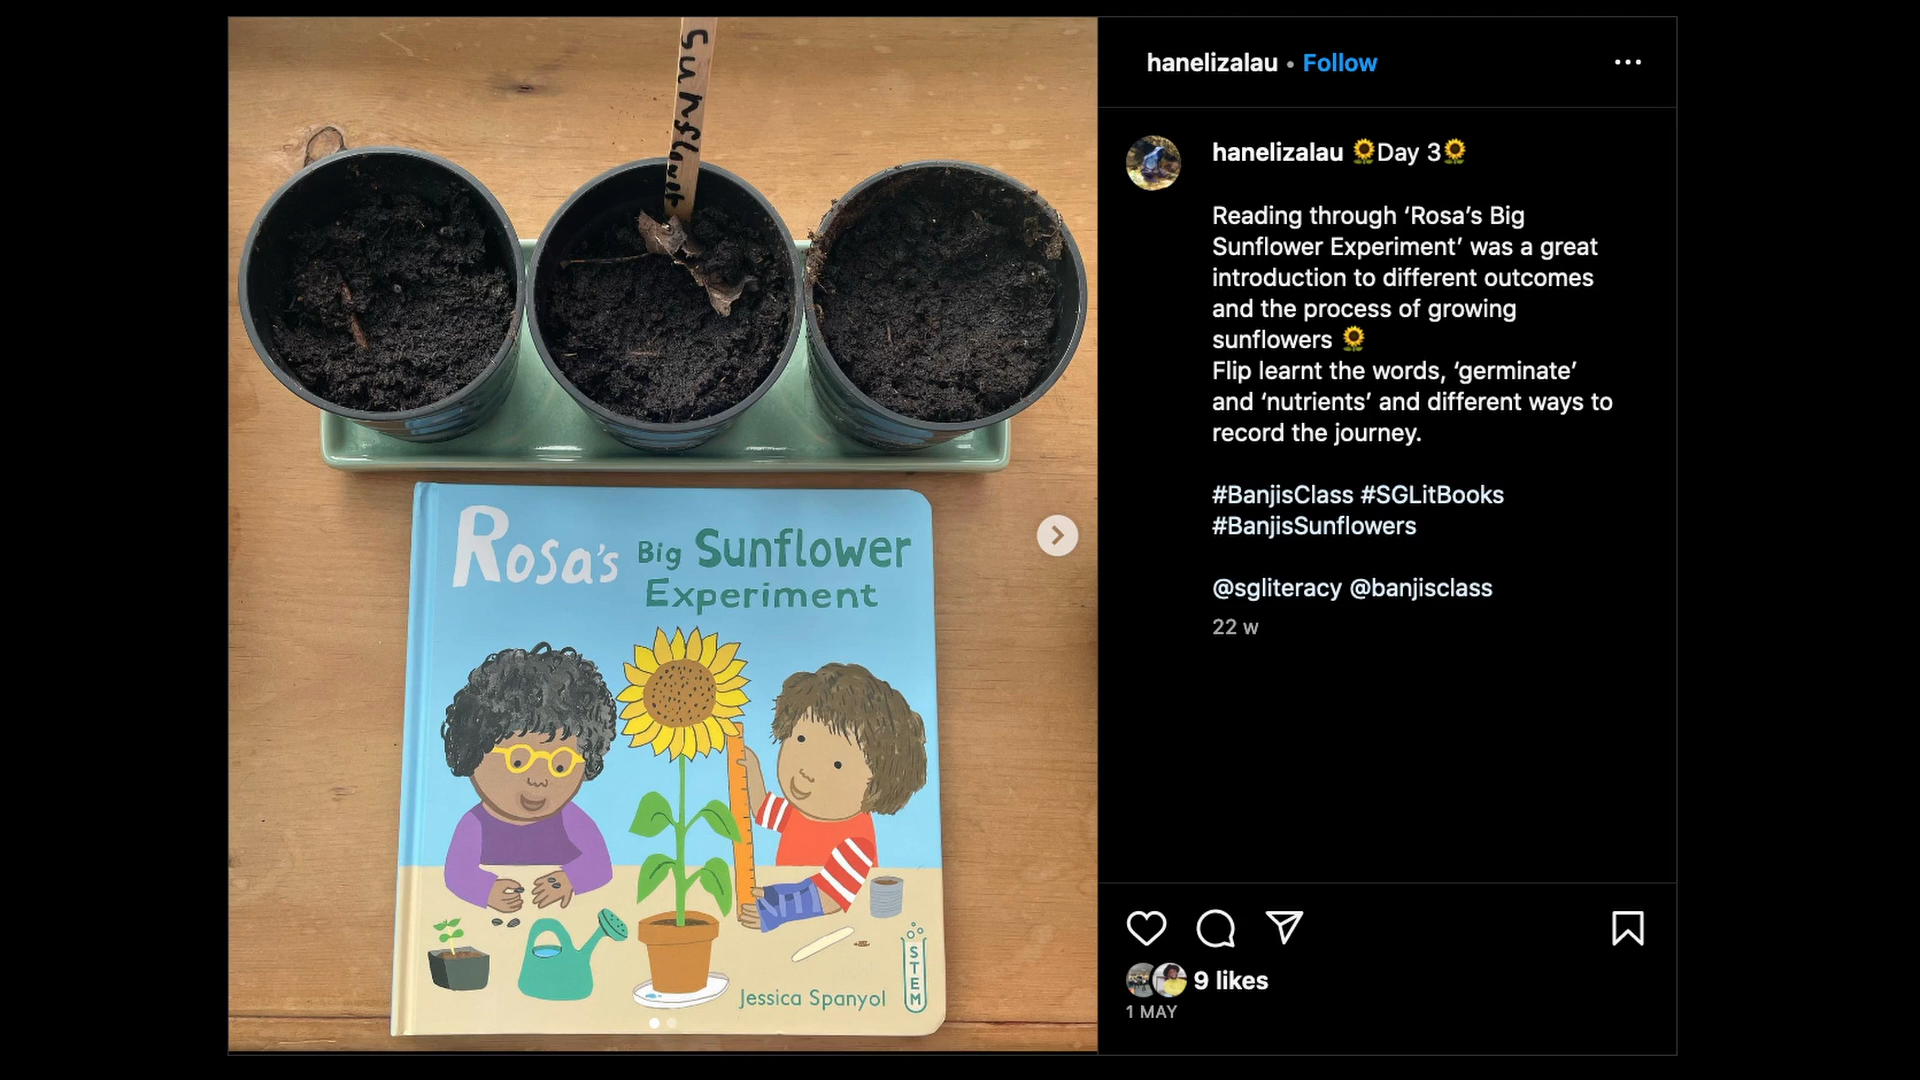 sunflower
Rosa's Big Sunflower
Experiment
Jessica Spanyol
STEM
hanelizalau • Follow
hanelizalau 🌻Day 3🌻
Reading through ‘Rosa’s Big
Sunflower Experiment’ was a great
introduction to different outcomes
and the process of growing
sunflowers 🌻
Flip learnt the words, ‘germinate’
and ‘nutrients’ and different ways to
record the journey.
#BanjisClass #SGLitBooks
#BanjisSunflowers
@sgliteracy @banjisclass
22 w
9 likes
1 MAY